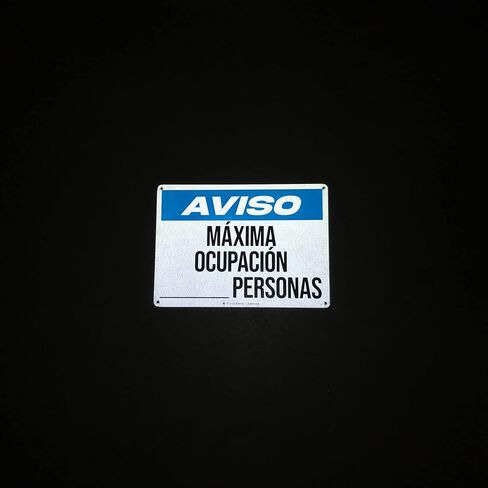 AVISO
MÁXIMA
OCUPACIÓN
PERSONAS